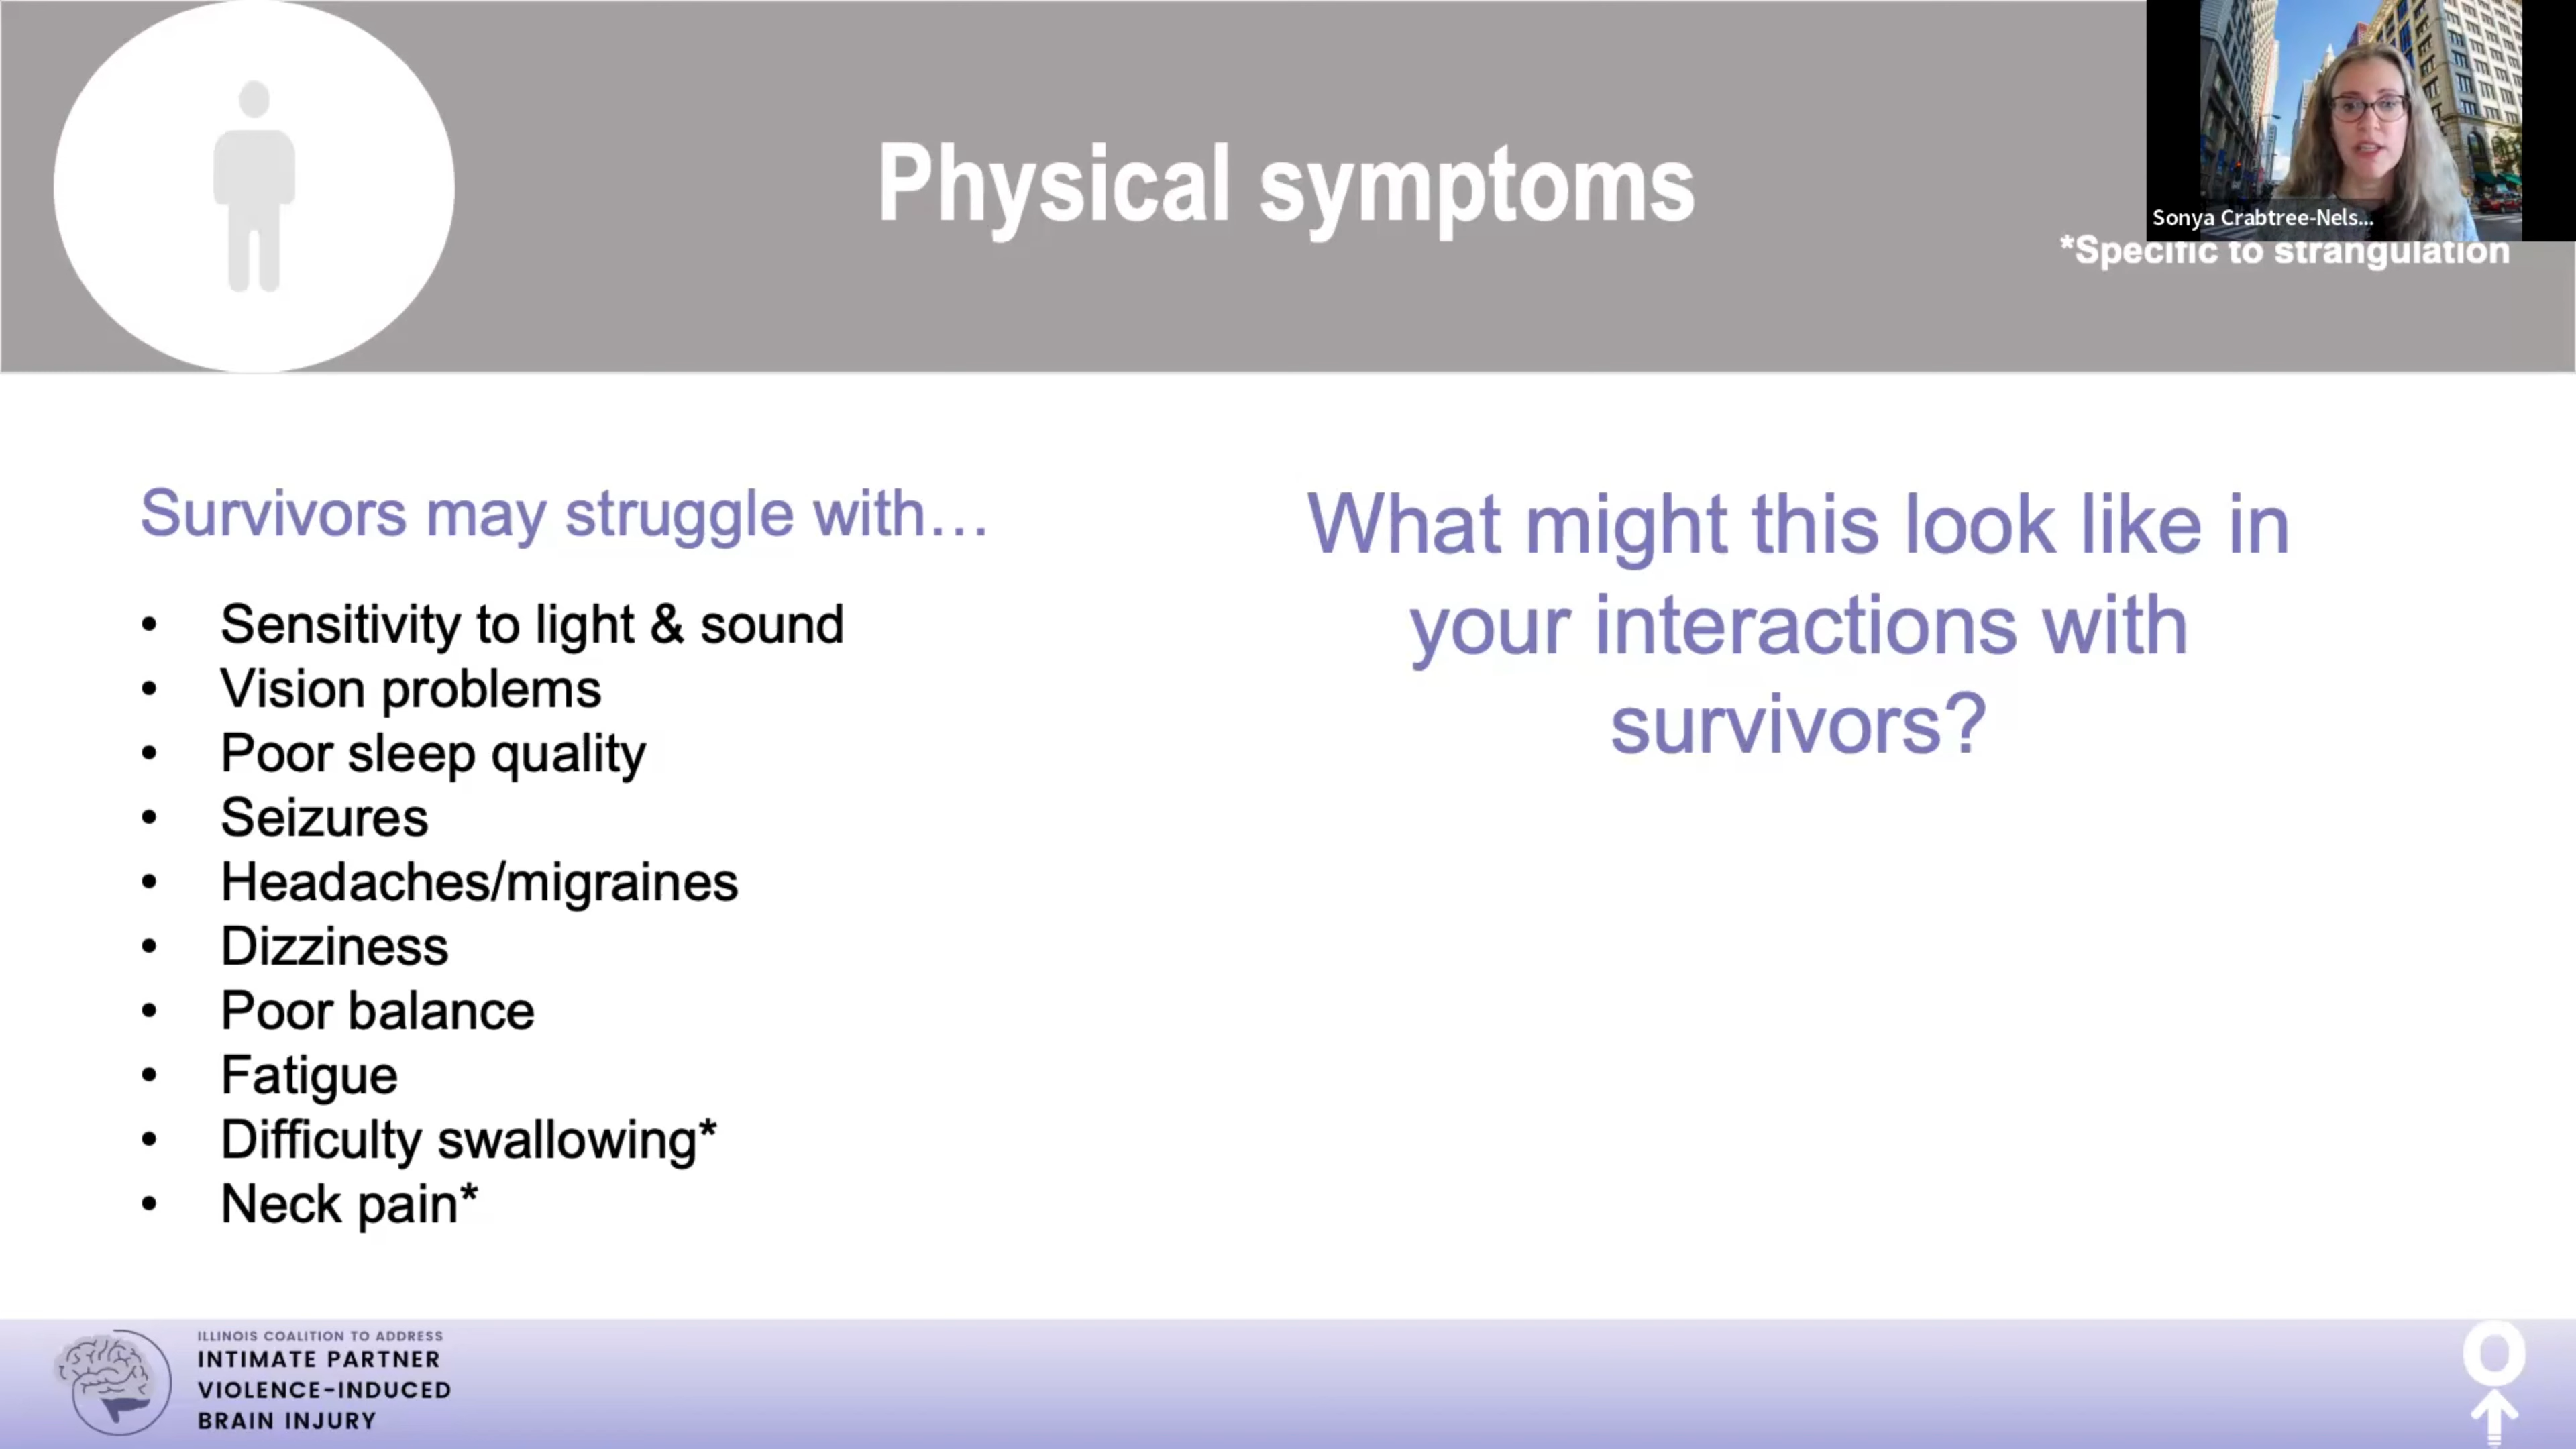 Physical symptoms
Sonya Crabtree-Nels...
*Specific to strangulation
Survivors may struggle with…
• Sensitivity to light & sound
• Vision problems
• Poor sleep quality
• Seizures
• Headaches/migraines
• Dizziness
• Poor balance
• Fatigue
• Difficulty swallowing*
• Neck pain*
What might this look like in
your interactions with
survivors?
ILLINOIS COALITION TO ADDRESS
INTIMATE PARTNER
VIOLENCE-INDUCED
BRAIN INJURY